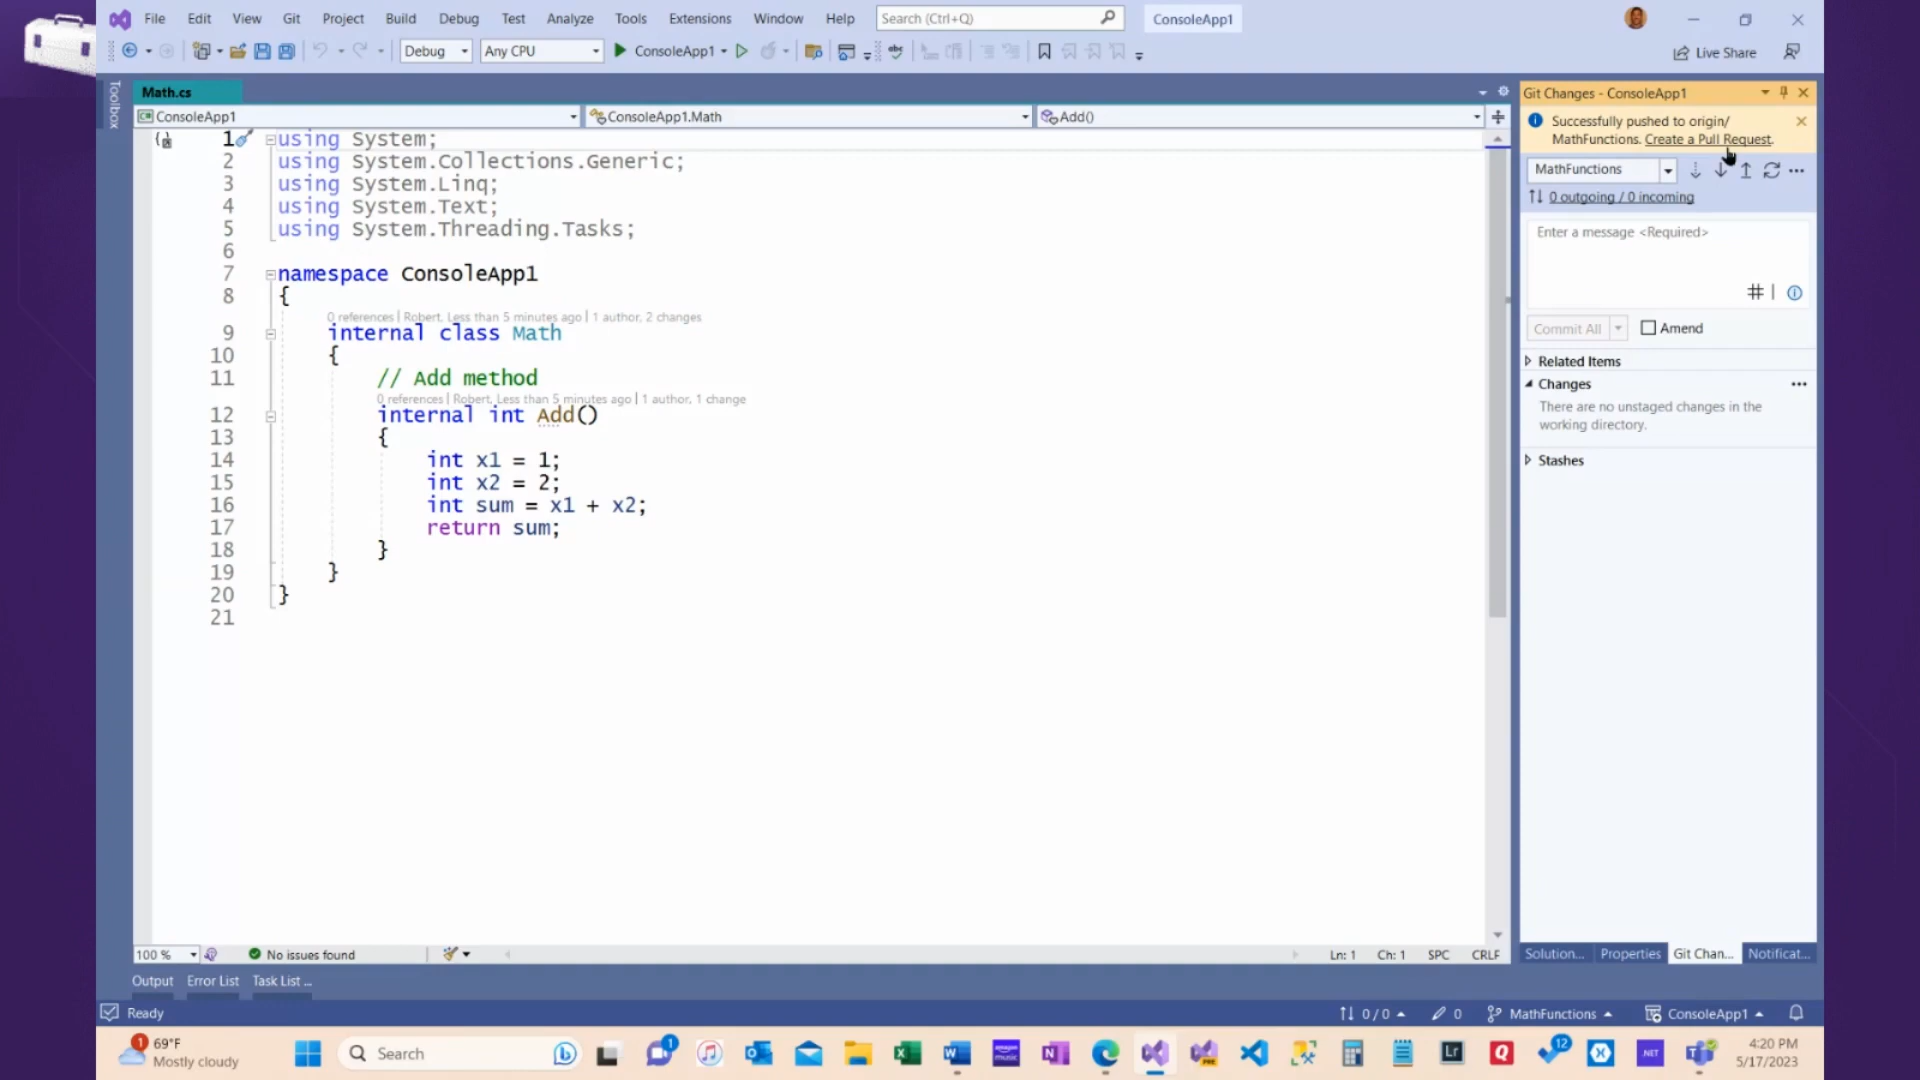 File Edit View Git Project Build Debug Test Analyze Tools Extensions Window Help Search (Ctrl+Q) ConsoleApp1
Debug Any CPU ConsoleApp1 Live Share
Toolbox
Math.cs
ConsoleApp1 ConsoleApp1.Math Add()
1 using System;
2 using System.Collections.Generic;
3 using System.Linq;
4 using System.Text;
5 using System.Threading.Tasks;
6
7 namespace ConsoleApp1
8 {
0 references | Robert, Less than 5 minutes ago | 1 author, 2 changes
9 internal class Math
10 {
11 // Add method
0 references | Robert, Less than 5 minutes ago | 1 author, 1 change
12 internal int Add()
13 {
14 int x1 = 1;
15 int x2 = 2;
16 int sum = x1 + x2;
17 return sum;
18 }
19 }
20 }
21
Git Changes - ConsoleApp1
Successfully pushed to origin/
MathFunctions. Create a Pull Request.
MathFunctions
0 outgoing / 0 incoming
Enter a message <Required>
# |
Commit All Amend
Related Items
Changes
There are no unstaged changes in the
working directory.
Stashes
100 % No issues found Ln: 1 Ch: 1 SPC CRLF
Solution... Properties Git Chan... Notificat...
Output Error List Task List ...
Ready 0 / 0 0 MathFunctions ConsoleApp1
1 69°F
Mostly cloudy
Search
1
music
N
PRE
Lr
Q
12
.NET
4:20 PM
5/17/2023